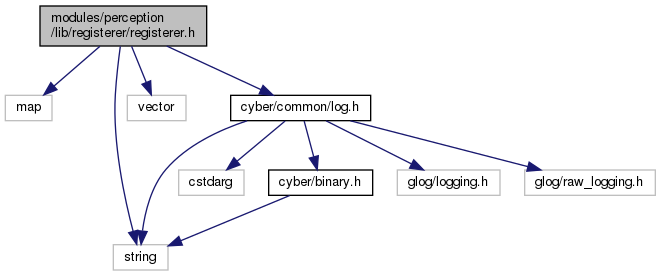 modules/perception
/lib/registerer/registerer.h
map
vector
cyber/common/log.h
cstdarg
cyber/binary.h
glog/logging.h
glog/raw_logging.h
string